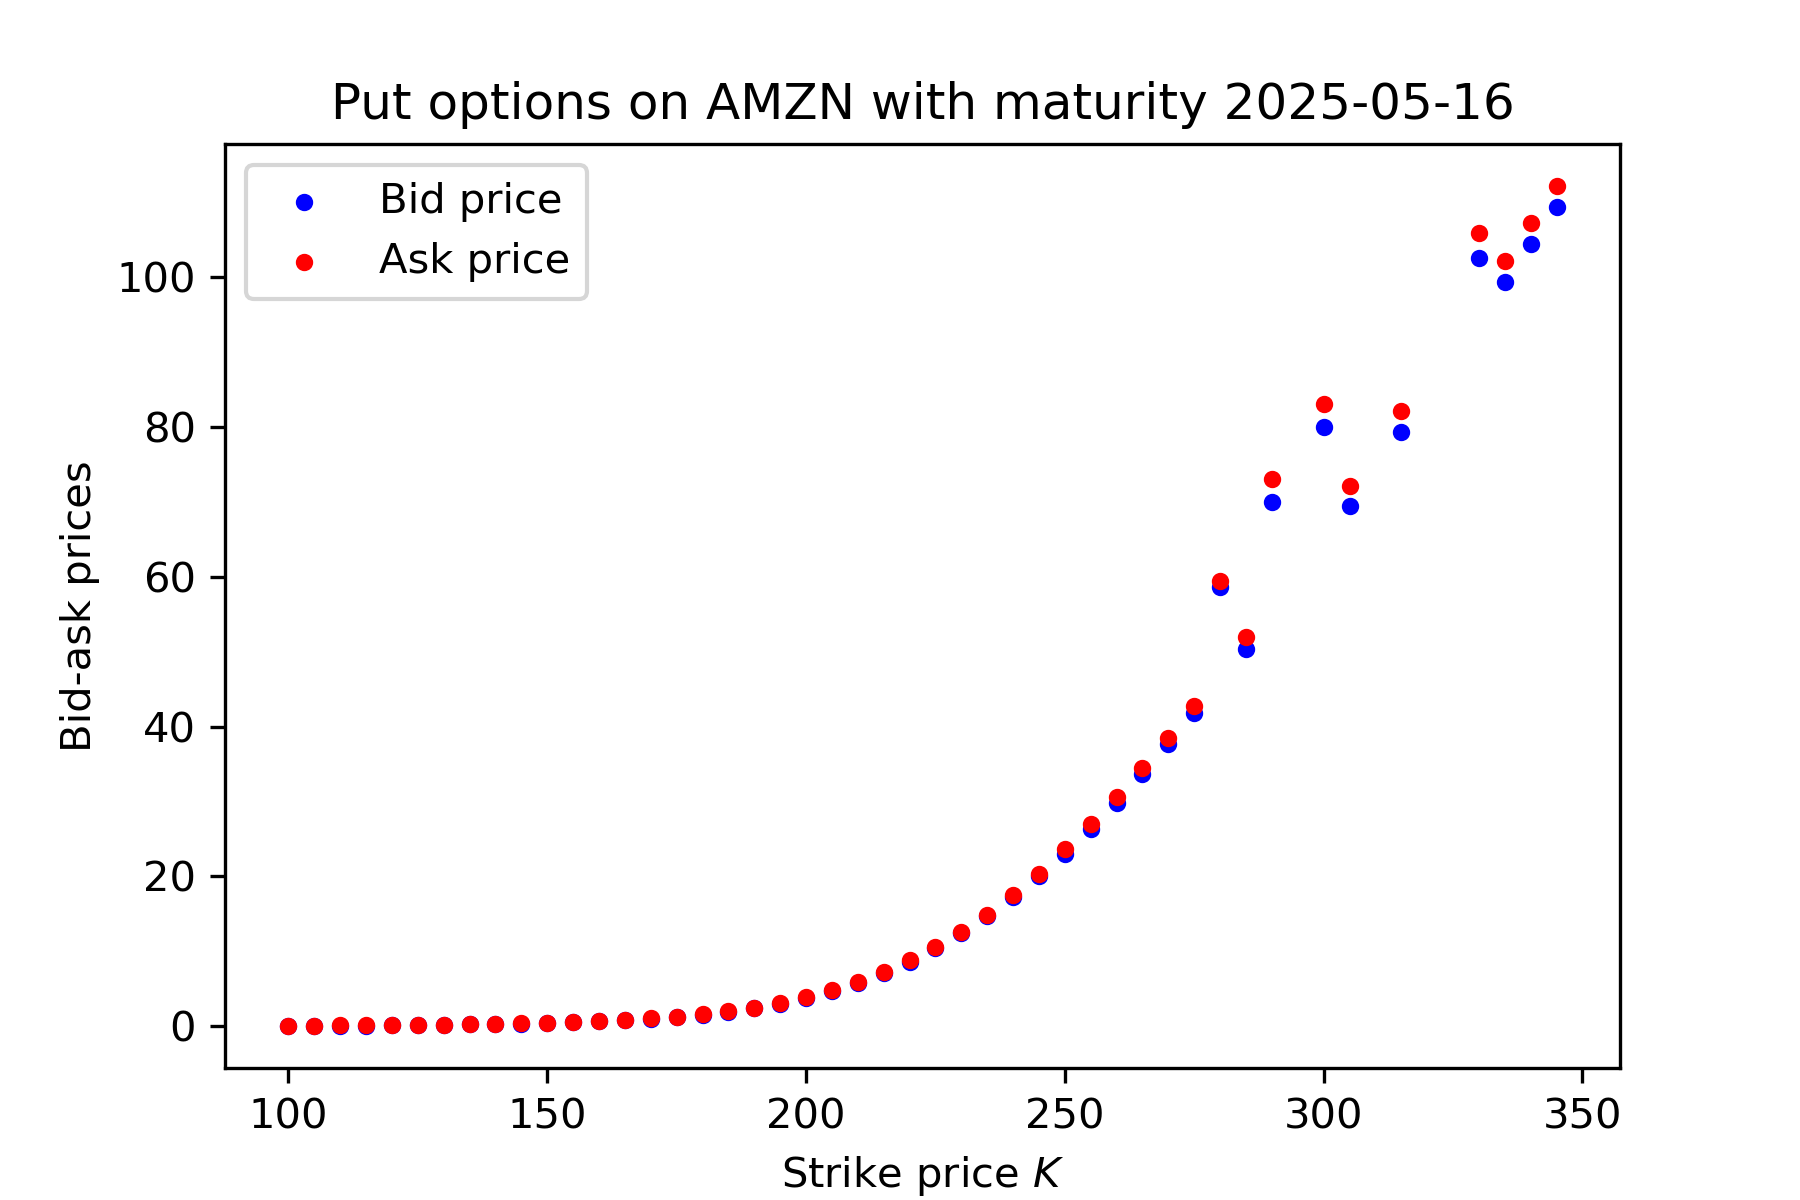 Put options on AMZN with maturity 2025-05-16
Bid price
Ask price
100
80
60
40
20
0
Bid-ask prices
100 150 200 250 300 350
Strike price K